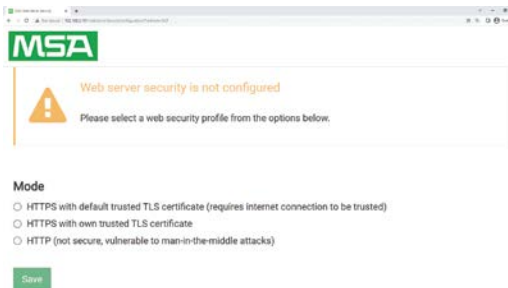 MSA
Web server security is not configured
Please select a web security profile from the options below.
Mode
HTTPS with default trusted TLS certificate (requires internet connection to be trusted)
HTTPS with own trusted TLS certificate
HTTP (not secure, vulnerable to man-in-the-middle attacks)
Save